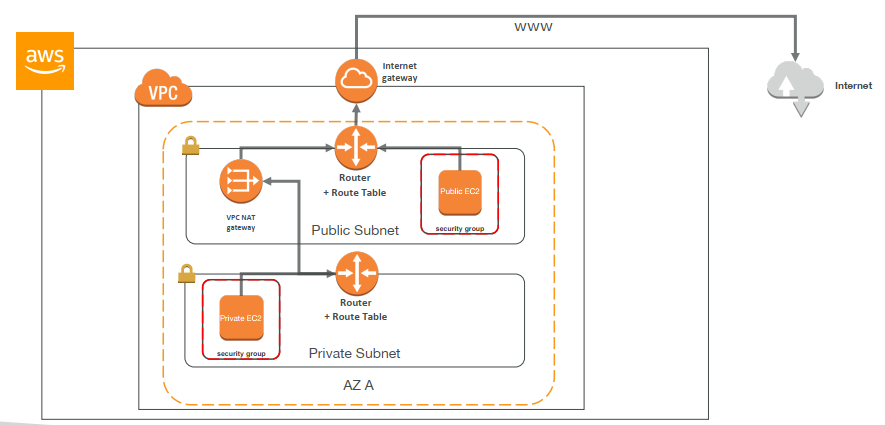 www
aws
Internet
gateway
Internet
VPC
Router
+ Route Table
Public EC2
VPC NAT
gateway
Public Subnet
security group
Router
+ Route Table
Private EC2
security group
Private Subnet
AZ A